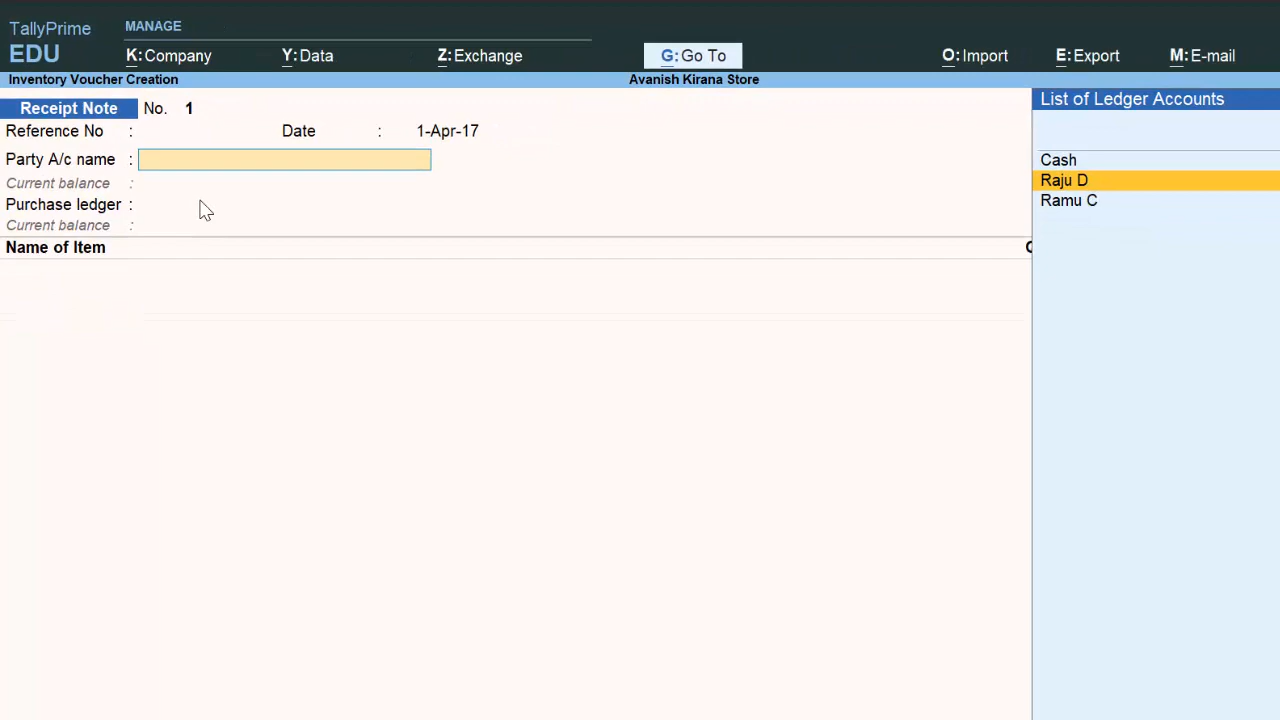 TallyPrime
EDU
MANAGE
K:Company
Y:Data
Z:Exchange
G:Go To
O:Import
E:Export
M:E-mail
Inventory Voucher Creation
Avanish Kirana Store
Receipt Note No. 1
Reference No : Date : 1-Apr-17
Party A/c name :
Current balance :
Purchase ledger :
Current balance :
Name of Item
List of Ledger Accounts
Cash
Raju D
Ramu C